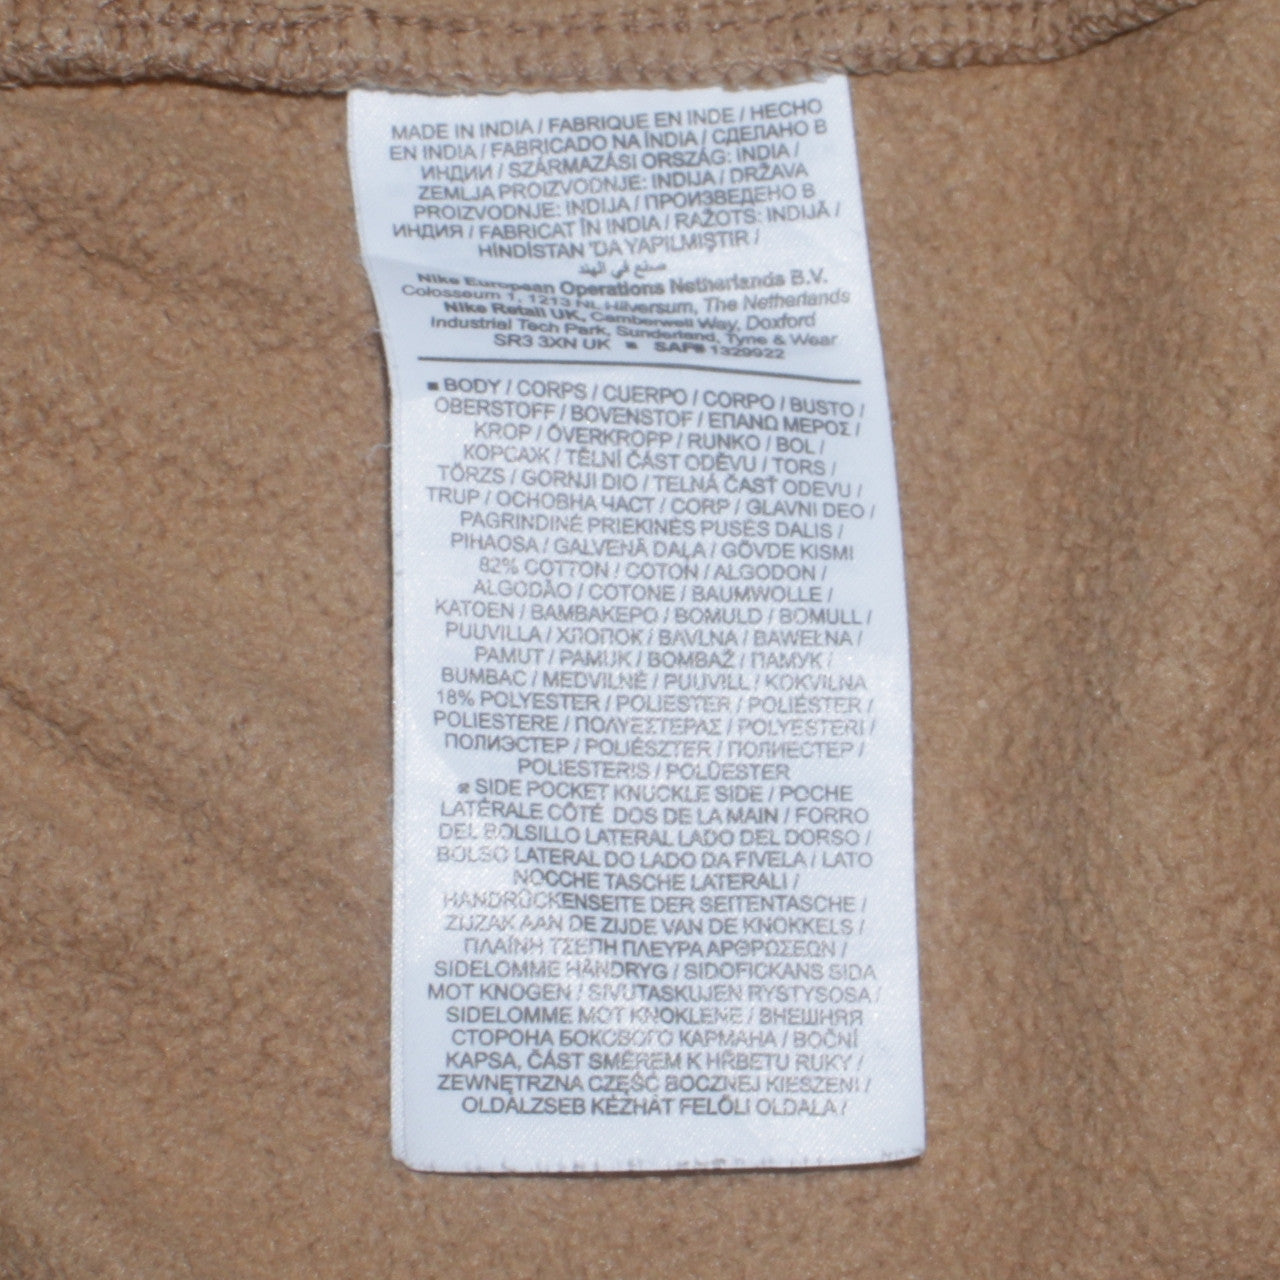 MADE IN INDIA / FABRIQUE EN INDE / HECHO
EN INDIA / FABRICADO NA ÍNDIA / СДЕЛАНО В
ИНДИИ / SZÁRMAZÁSI ORSZÁG: INDIA /
ZEMLJA PROIZVODNJE: INDIJA / DRŽAVA
PROIZVODNJE: INDIJA / ПРОИЗВЕДЕНО В
ИНДИЯ / FABRICAT ÎN INDIA / RAŽOTS: INDIJĀ /
HİNDİSTAN 'DA YAPILMIŞTIR /
صنع في الهند
Nike European Operations Netherlands B.V.
Colosseum 1, 1213 NL Hilversum, The Netherlands
Nike Retail UK, Camberwell Way, Doxford
Industrial Tech Park, Sunderland, Tyne & Wear
SR3 3XN UK ■ SAP# 1329922
■ BODY / CORPS / CUERPO / CORPO / BUSTO /
OBERSTOFF / BOVENSTOF / ΕΠΑΝΩ ΜΕΡΟΣ /
KROP / ÖVERKROPP / RUNKO / BOL /
КОРСАЖ / TĚLNÍ ČÁST ODĚVU / TORS /
TÖRZS / GORNJI DIO / TELNÁ ČASŤ ODEVU /
TRUP / ОСНОВНА ЧАСТ / CORP / GLAVNI DEO /
PAGRINDINĖ PRIEKINĖS PUSĖS DALIS /
PIHAOSA / GALVENĀ DAĻA / GÖVDE KISMI
82% COTTON / COTON / ALGODON /
ALGODÃO / COTONE / BAUMWOLLE /
KATOEN / ΒΑΜΒΑΚΕΡΟ / BOMULD / BOMULL /
PUUVILLA / ХЛОПОК / BAVLNA / BAWEŁNA /
PAMUT / PAMUK / BOMBAŽ / ПАМУК /
BUMBAC / MEDVILNĖ / PUUVILL / KOKVILNA
18% POLYESTER / POLIÉSTER / POLIÉSTER /
POLIESTERE / ΠΟΛΥΕΣΤΕΡΑΣ / POLYESTERI /
ПОЛИЭСТЕР / POLIÉSZTER / ПОЛИЕСТЕР /
POLIESTERIS / POLÜESTER
■ SIDE POCKET KNUCKLE SIDE / POCHE
LATÉRALE CÔTÉ DOS DE LA MAIN / FORRO
DEL BOLSILLO LATERAL LADO DEL DORSO /
BOLSO LATERAL DO LADO DA FIVELA / LATO
NOCCHE TASCHE LATERALI /
HANDRÜCKENSEITE DER SEITENTASCHE /
ZIJZAK AAN DE ZIJDE VAN DE KNOKKELS /
ΠΛΑΪΝΗ ΤΣΕΠΗ ΠΛΕΥΡΑ ΑΡΘΡΩΣΕΩΝ /
SIDELOMME HÅNDRYG / SIDOFICKANS SIDA
MOT KNOGEN / SIVUTASKUJEN RYSTYSOSA /
SIDELOMME MOT KNOKLENE / ВНЕШНЯЯ
СТОРОНА БОКОВОГО КАРМАНА / BOČNÍ
KAPSA, ČÁST SMĚREM K HŘBETU RUKY /
ZEWNĘTRZNA CZĘŚĆ BOCZNEJ KIESZENI /
OLDALZSEB KÉZHÁT FELŐLI OLDALA /